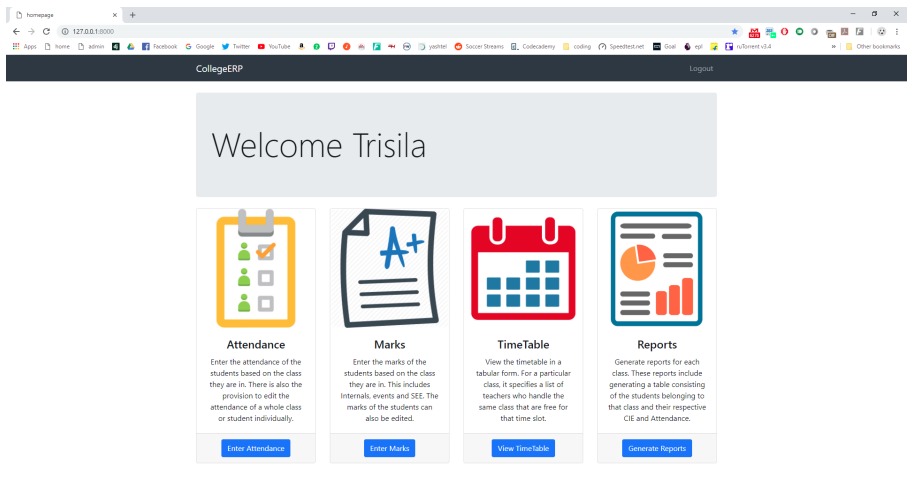 homepage
127.0.0.1:8000
Apps home admin Facebook Google Twitter YouTube yashtel Soccer Streams Codecademy coding Speedtest.net Goal epl ruTorrent v3.4 » Other bookmarks
CollegeERP Logout
Welcome Trisila
A+
Attendance
Enter the attendance of the
students based on the class
they are in. There is also the
provision to edit the
attendance of a whole class
or student individually.
Enter Attendance
Marks
Enter the marks of the
students based on the class
they are in. This includes
Internals, events and SEE. The
marks of the students can
also be edited.
Enter Marks
TimeTable
View the timetable in a
tabular form. For a particular
class, it specifies a list of
teachers who handle the
same class that are free for
that time slot.
View TimeTable
Reports
Generate reports for each
class. These reports include
generating a table consisting
of the students belonging to
that class and their respective
CIE and Attendance.
Generate Reports